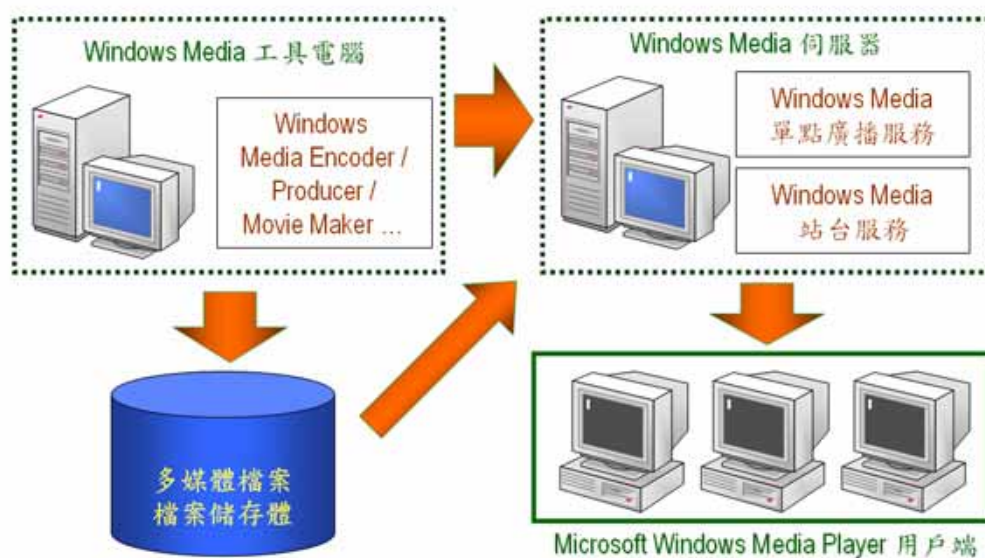 Windows Media 工具電腦
Windows
Media Encoder /
Producer /
Movie Maker ...
Windows Media 伺服器
Windows Media
單點廣播服務
Windows Media
站台服務
多媒體檔案
檔案儲存體
Microsoft Windows Media Player 用戶端